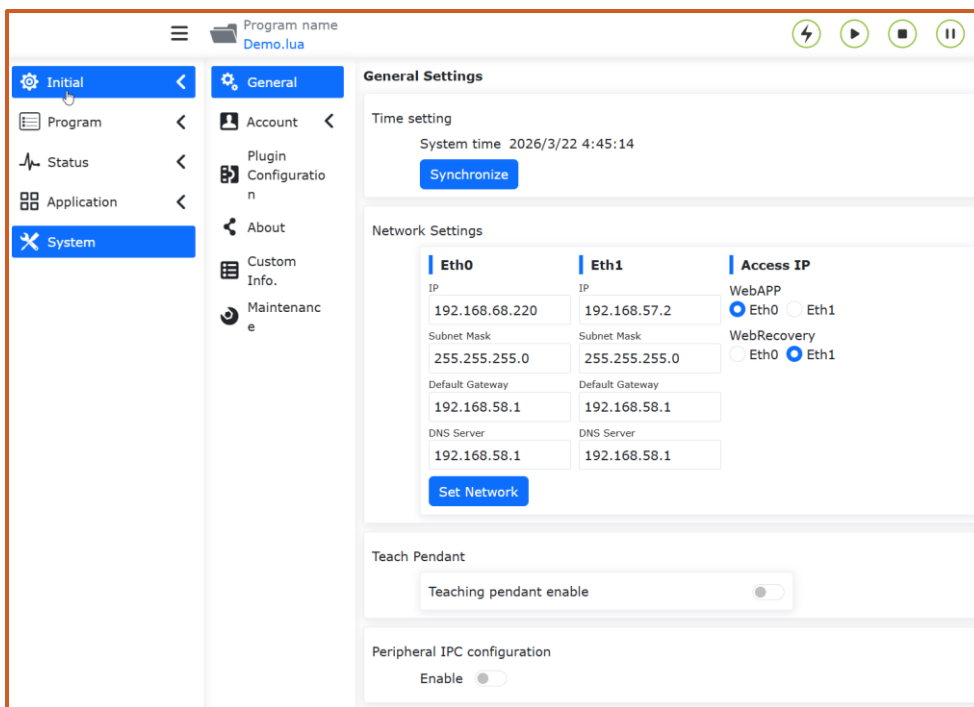 Program name
Demo.lua
Initial
Program
Status
Application
System
General
Account
Plugin
Configuratio
n
About
Custom
Info.
Maintenanc
e
General Settings
Time setting
System time 2026/3/22 4:45:14
Synchronize
Network Settings
Eth0 Eth1 Access IP
IP IP WebAPP
192.168.68.220 192.168.57.2 Eth0 Eth1
Subnet Mask Subnet Mask WebRecovery
255.255.255.0 255.255.255.0 Eth0 Eth1
Default Gateway Default Gateway
192.168.58.1 192.168.58.1
DNS Server DNS Server
192.168.58.1 192.168.58.1
Set Network
Teach Pendant
Teaching pendant enable
Peripheral IPC configuration
Enable